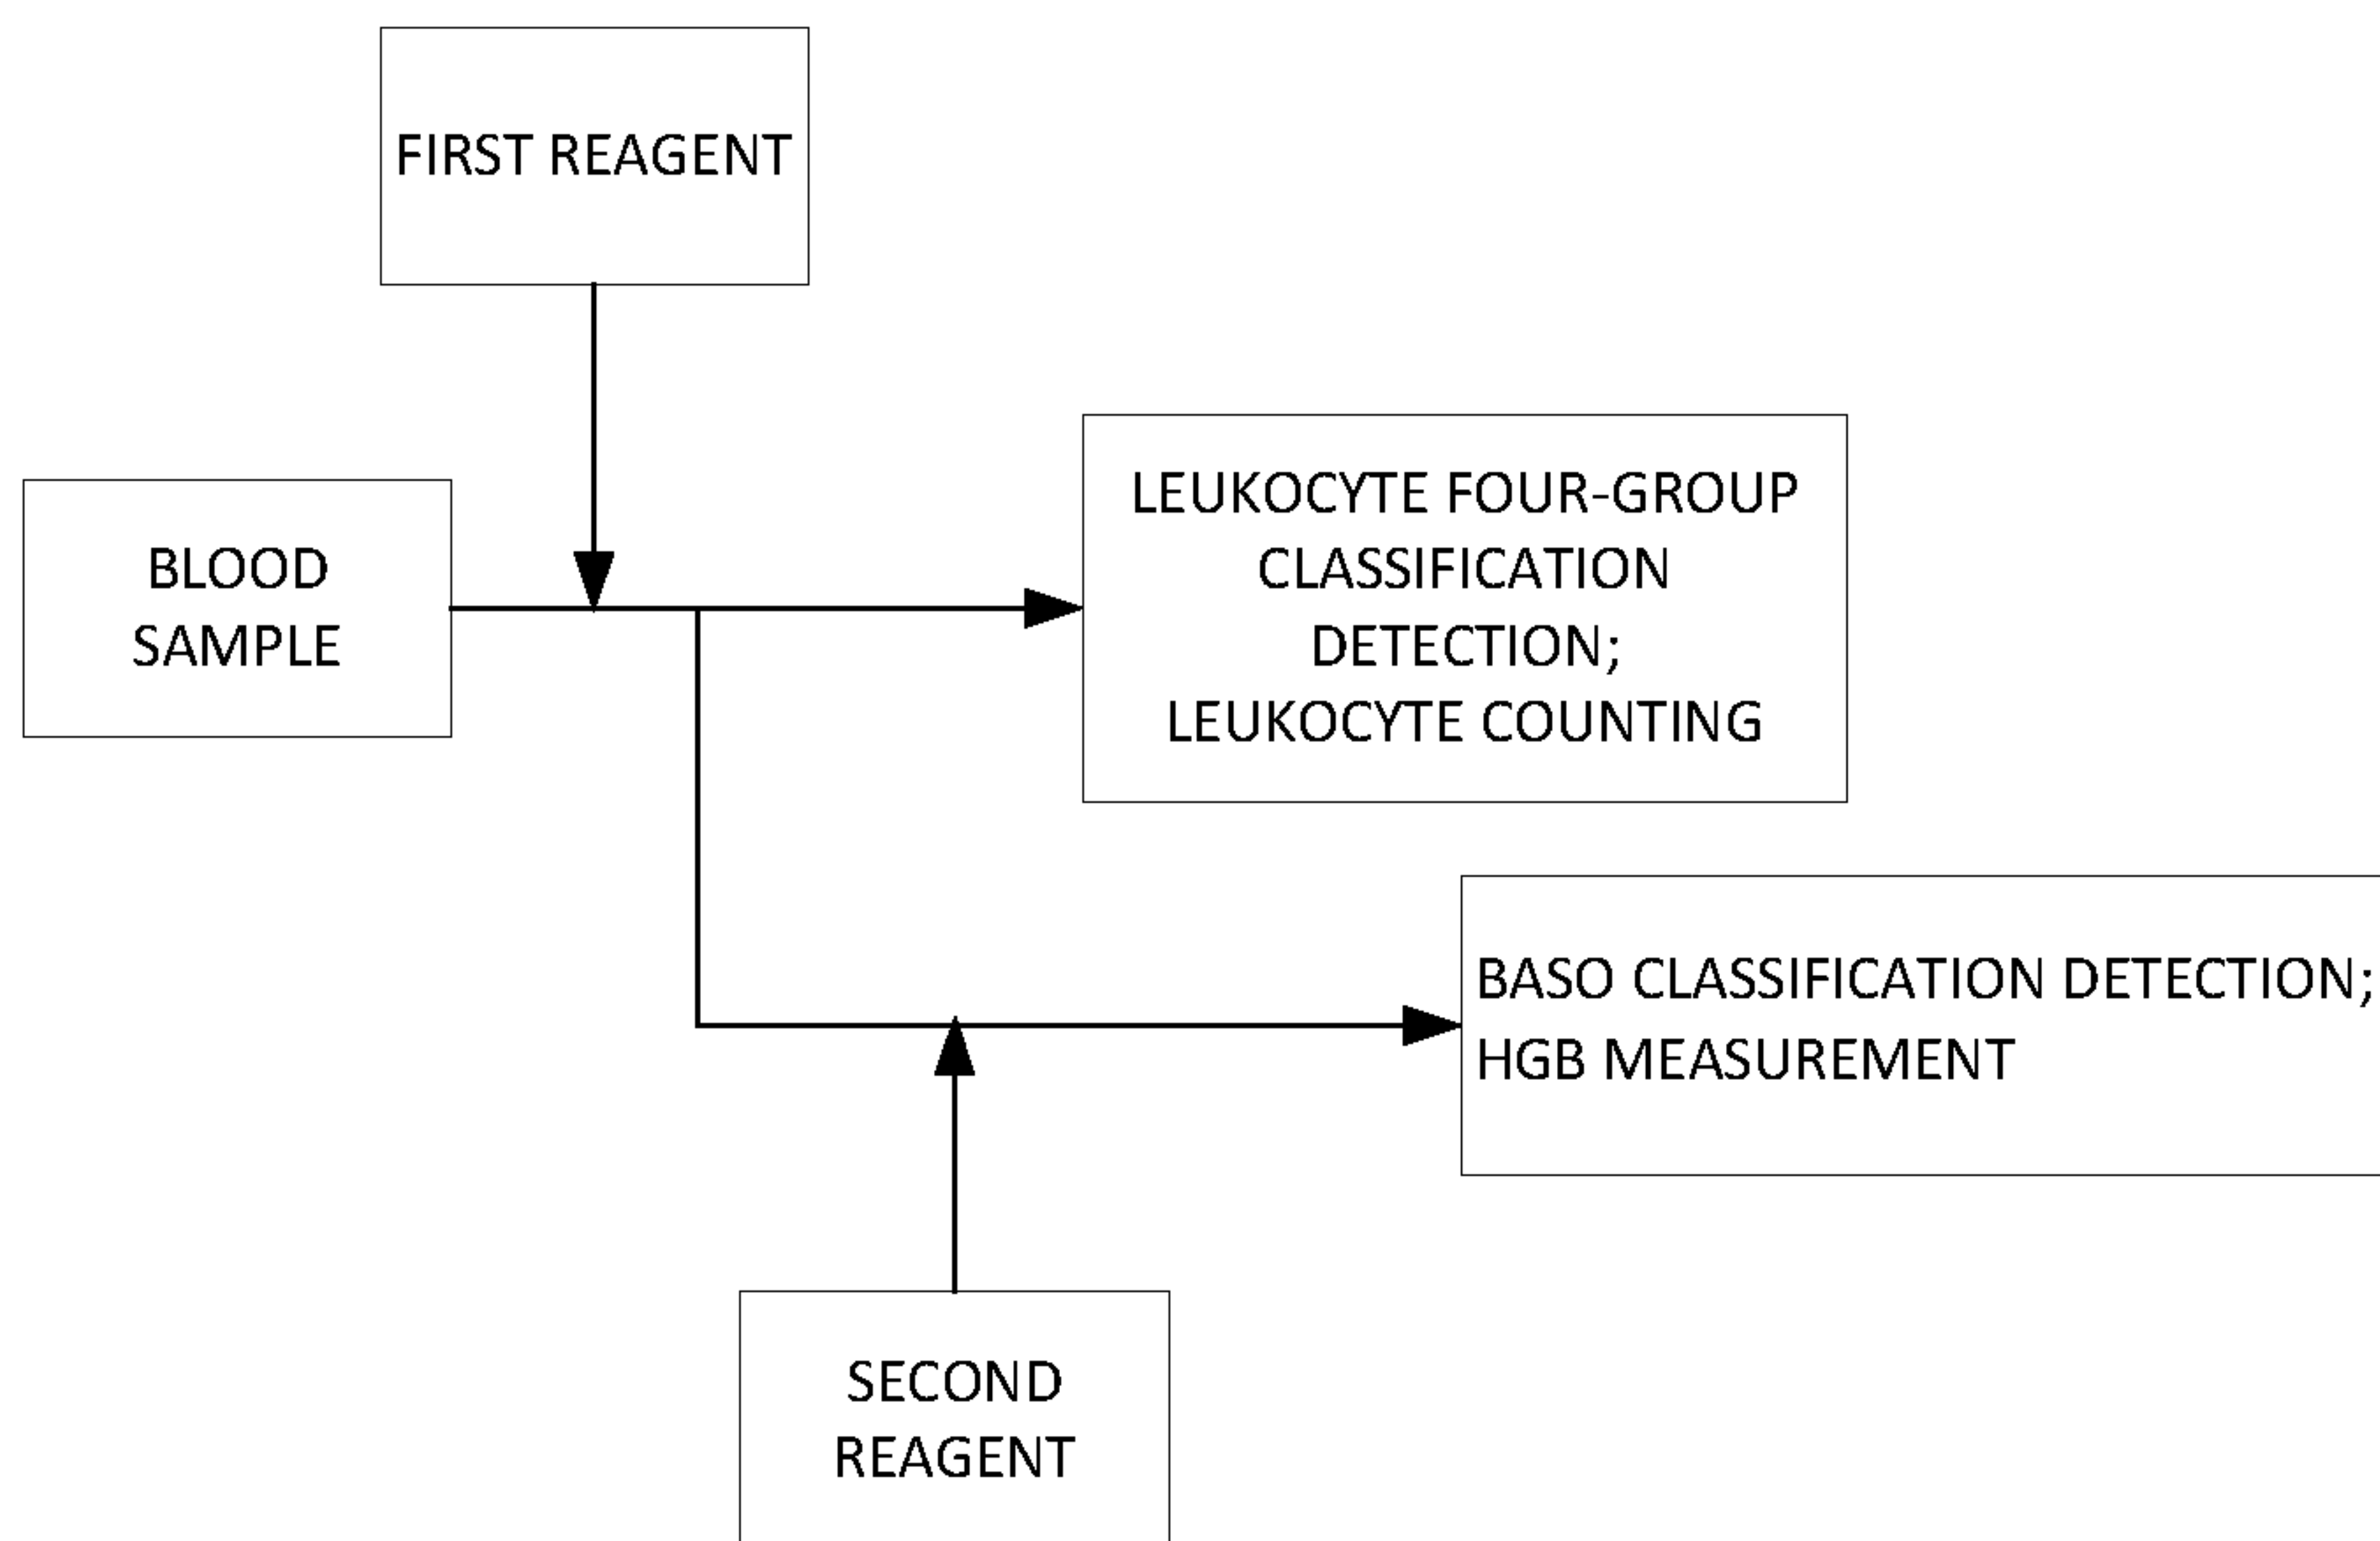 FIRST REAGENT
BLOOD
SAMPLE
LEUKOCYTE FOUR-GROUP
CLASSIFICATION
DETECTION;
LEUKOCYTE COUNTING
BASO CLASSIFICATION DETECTION;
HGB MEASUREMENT
SECOND
REAGENT